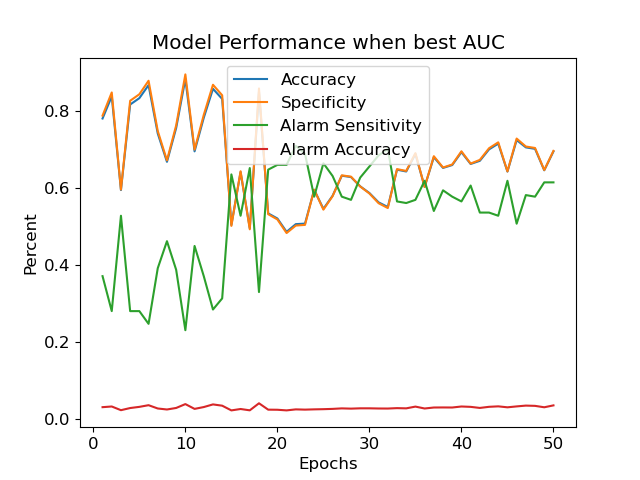 Model Performance when best AUC
Accuracy
Specificity
Alarm Sensitivity
Alarm Accuracy
Percent
0.8
0.6
0.4
0.2
0.0
0 10 20 30 40 50
Epochs